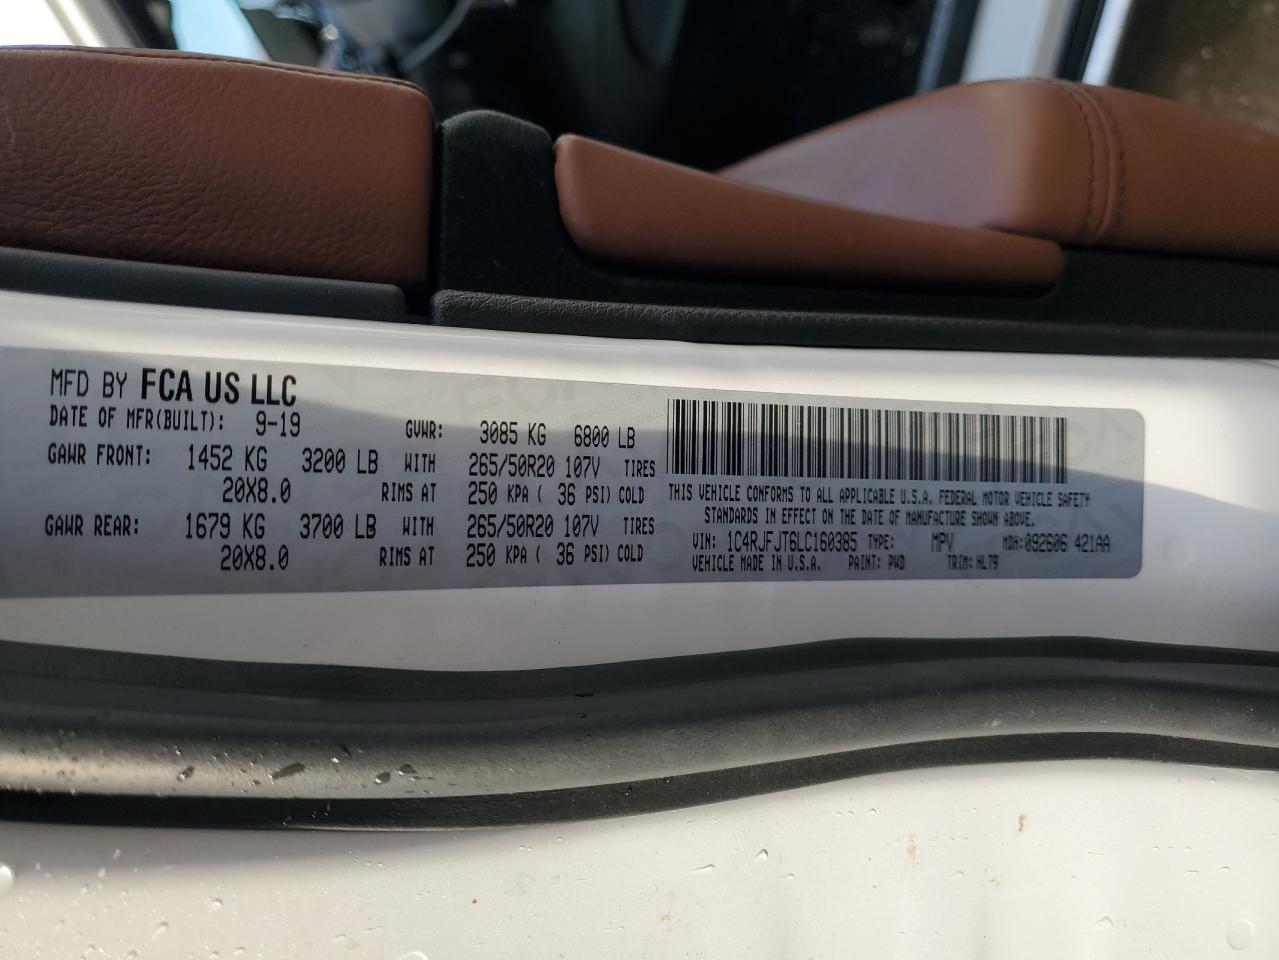 MFD BY FCA US LLC
DATE OF MFR(BUILT): 9-19 GVWR: 3085 KG 6800 LB
GAWR FRONT: 1452 KG 3200 LB WITH 265/50R20 107V TIRES
20X8.0 RIMS AT 250 KPA ( 36 PSI) COLD
GAWR REAR: 1679 KG 3700 LB WITH 265/50R20 107V TIRES
20X8.0 RIMS AT 250 KPA ( 36 PSI) COLD
THIS VEHICLE CONFORMS TO ALL APPLICABLE U.S.A. FEDERAL MOTOR VEHICLE SAFETY
STANDARDS IN EFFECT ON THE DATE OF MANUFACTURE SHOWN ABOVE.
VIN: 1C4RJFJT6LC160385 TYPE: MPV MDH:092606 421AA
VEHICLE MADE IN U.S.A. PAINT: PWD TRIM: HLT9